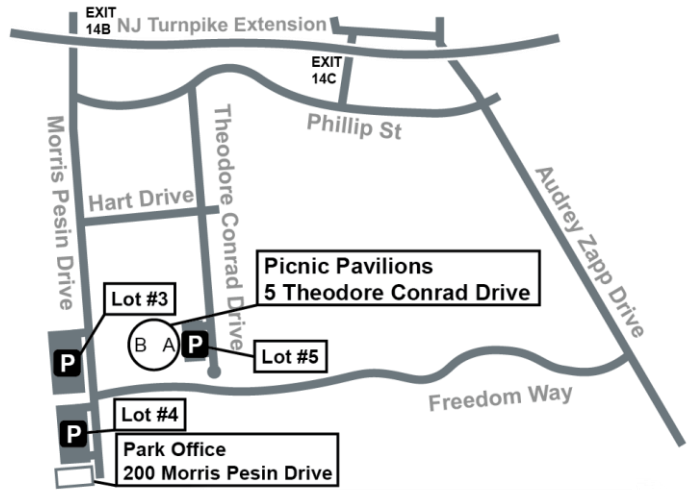 EXIT
14B
NJ Turnpike Extension
EXIT
14C
Phillip St
Morris Pesin Drive
Theodore Conrad Drive
Hart Drive
Audrey Zapp Drive
Picnic Pavilions
5 Theodore Conrad Drive
Lot #3
B A
P
P
Lot #5
Freedom Way
Lot #4
P
Park Office
200 Morris Pesin Drive